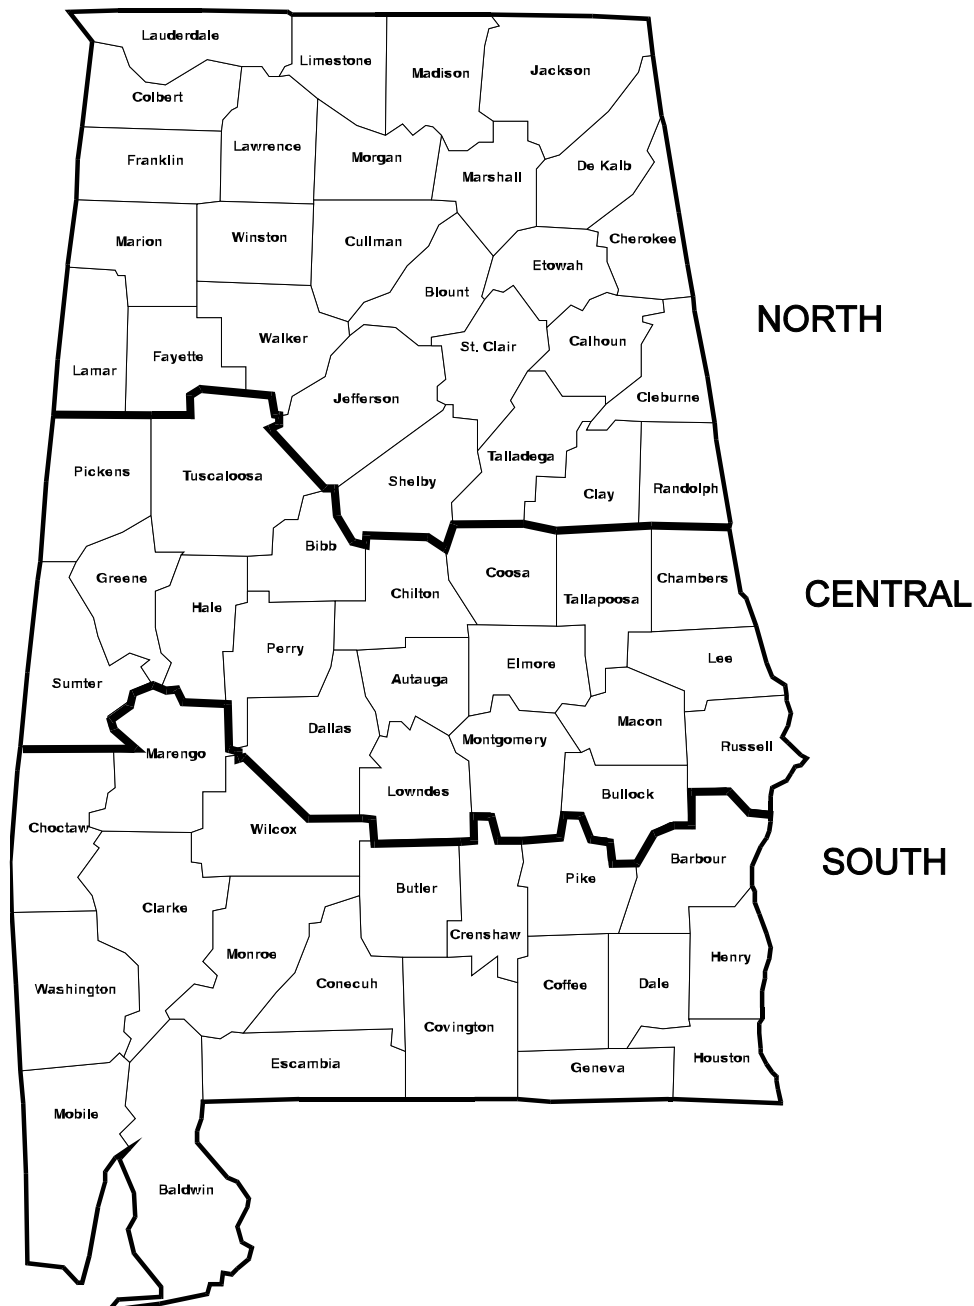 Lauderdale
Limestone
Madison
Jackson
Colbert
Lawrence
Franklin
Morgan
De Kalb
Marshall
Marion
Winston
Cullman
Cherokee
Etowah
Blount
NORTH
Walker
St. Clair
Calhoun
Fayette
Lamar
Jefferson
Cleburne
Talladega
Pickens
Tuscaloosa
Shelby
Clay
Randolph
Bibb
Greene
Coosa
Chambers
Hale
Chilton
Tallapoosa
CENTRAL
Perry
Elmore
Lee
Sumter
Autauga
Dallas
Macon
Montgomery
Russell
Marengo
Lowndes
Bullock
Choctaw
Wilcox
Barbour
SOUTH
Butler
Pike
Clarke
Crenshaw
Monroe
Henry
Washington
Conecuh
Coffee
Dale
Covington
Escambia
Geneva
Houston
Mobile
Baldwin